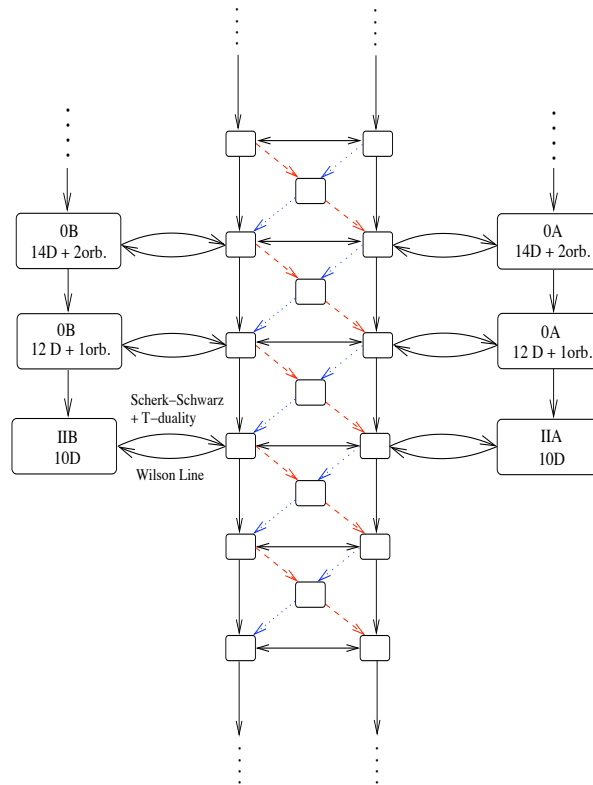 0B
14D + 2orb.
0A
14D + 2orb.
0B
12 D + 1orb.
0A
12 D + 1orb.
Scherk–Schwarz
+ T–duality
IIB
10D
IIA
10D
Wilson Line